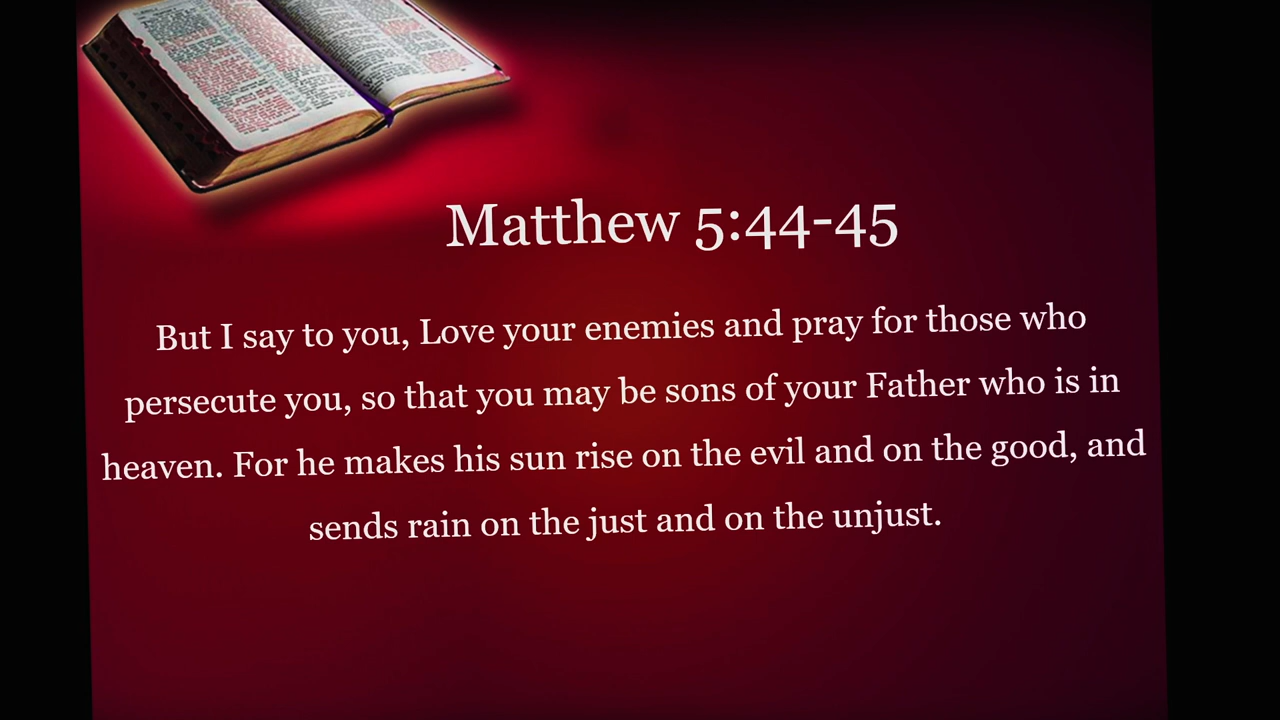 Matthew 5:44-45
But I say to you, Love your enemies and pray for those who
persecute you, so that you may be sons of your Father who is in
heaven. For he makes his sun rise on the evil and on the good, and
sends rain on the just and on the unjust.